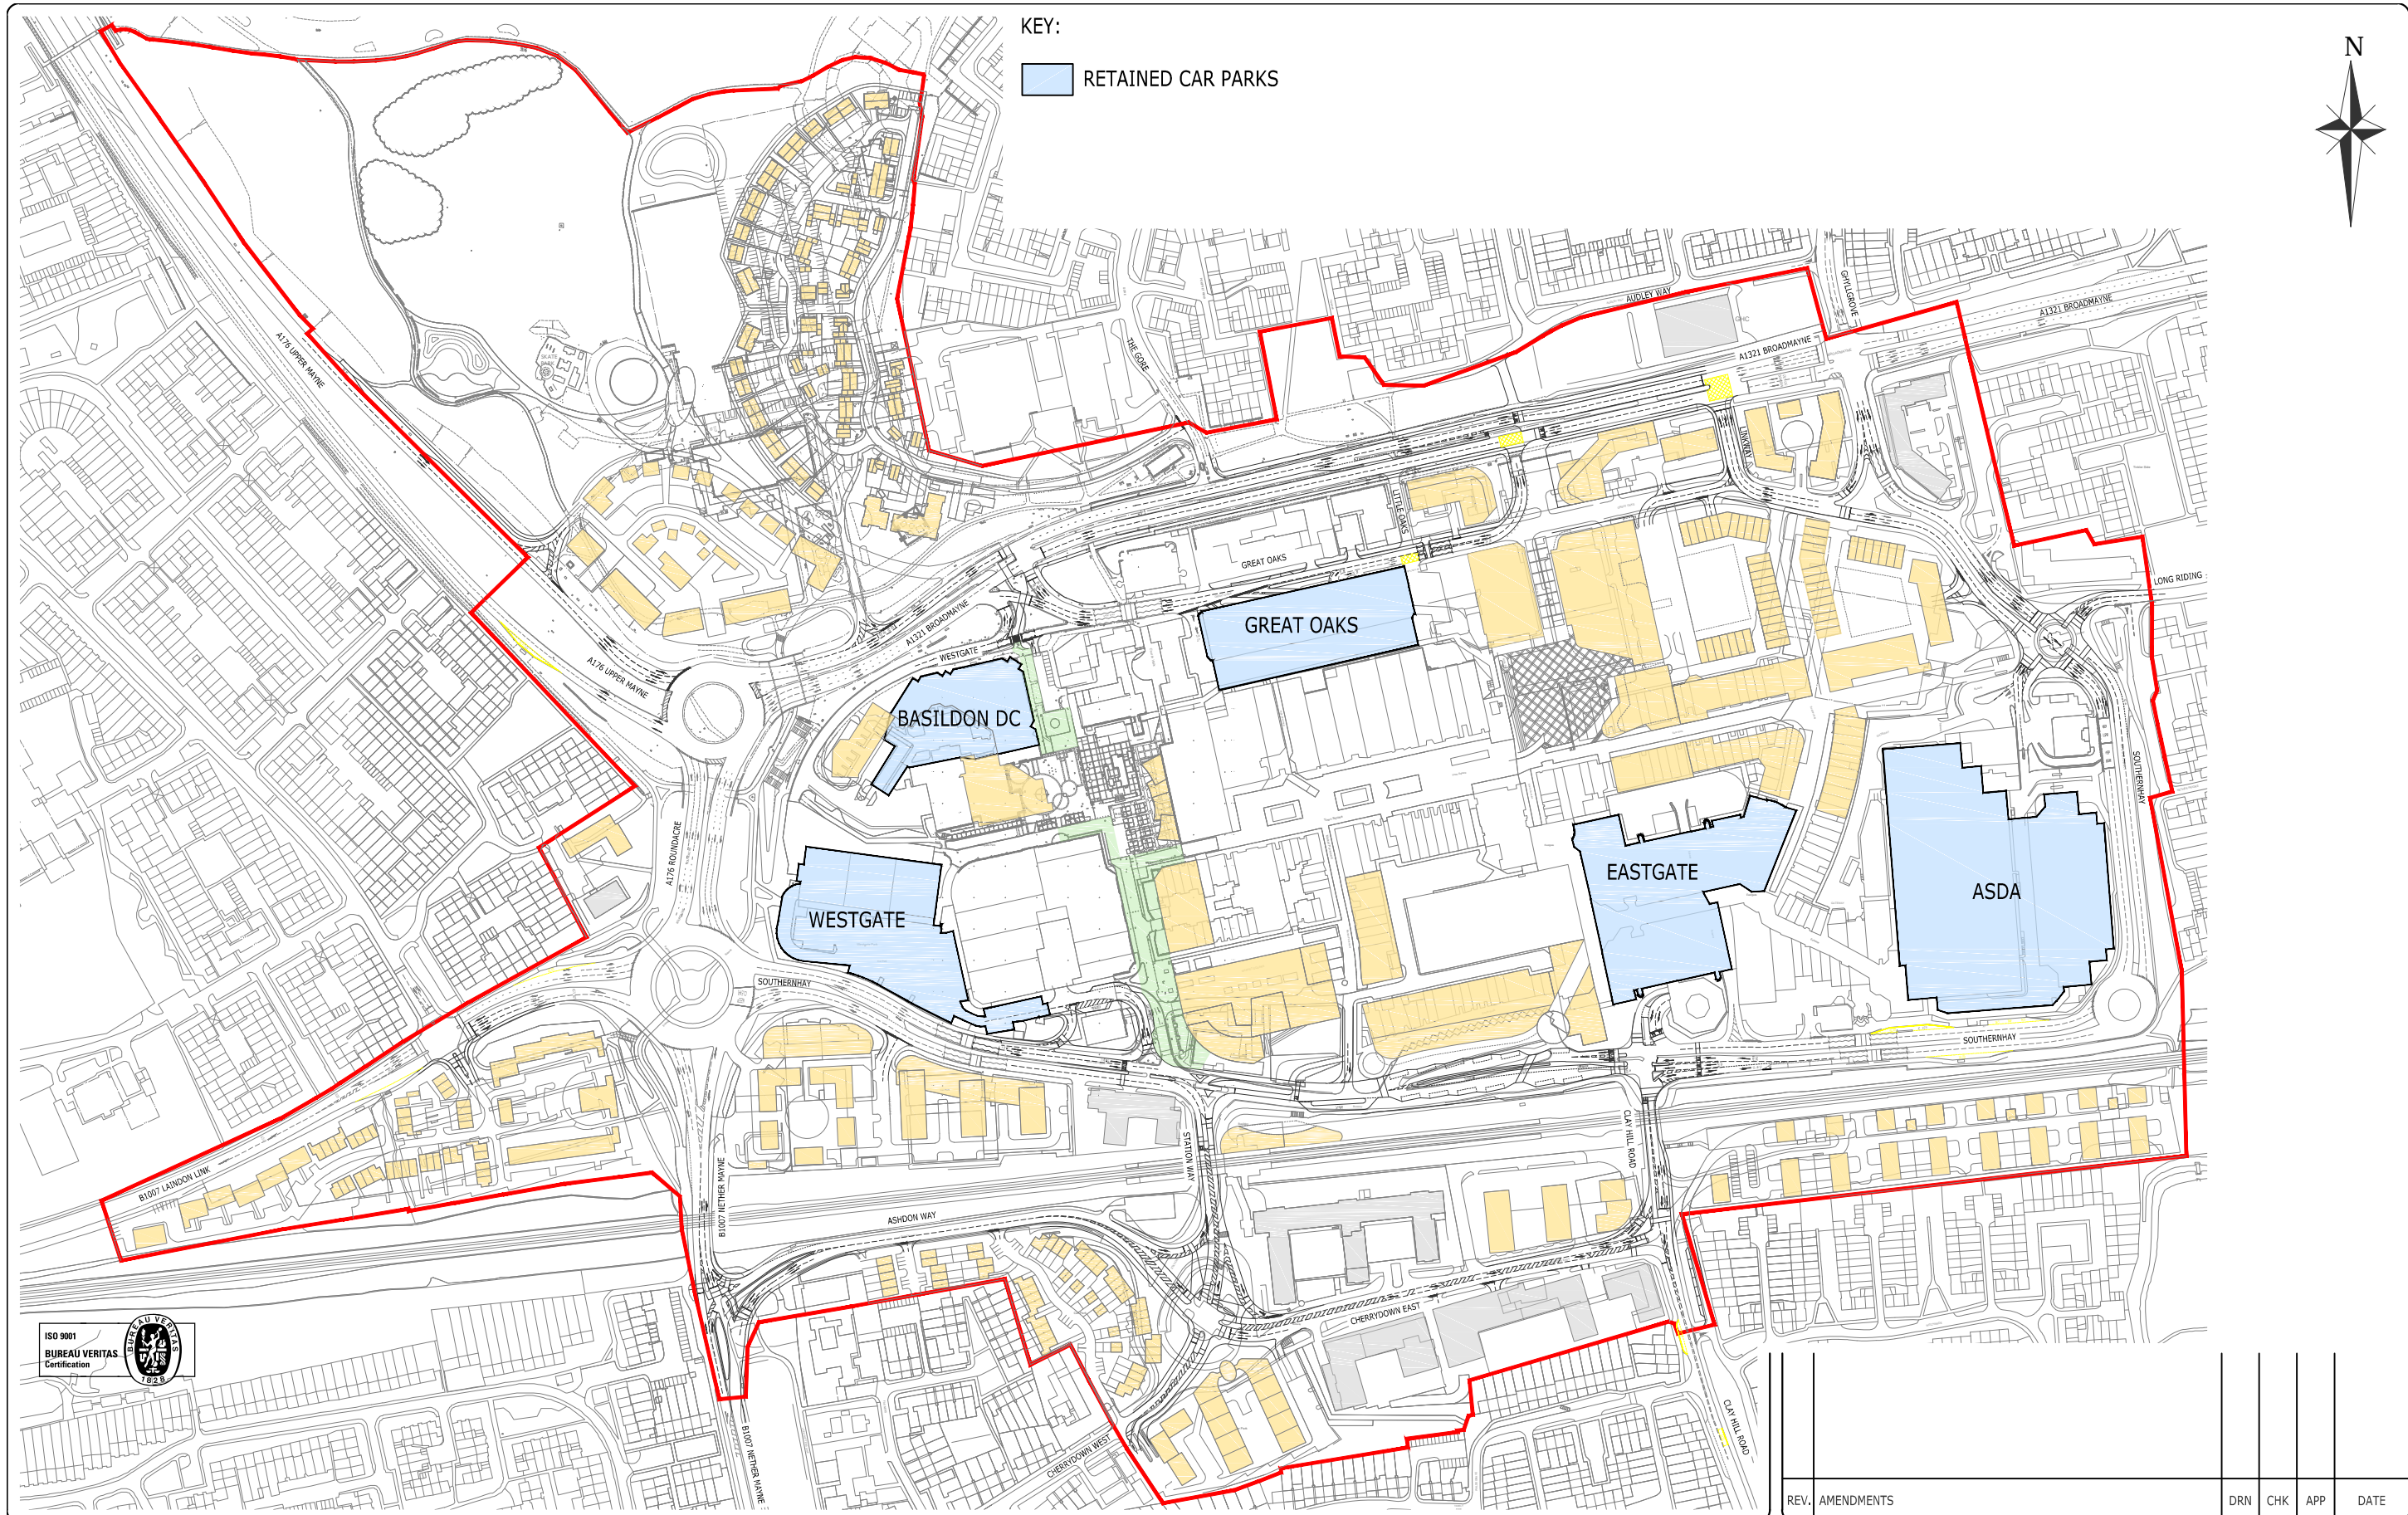 KEY:
RETAINED CAR PARKS
N
GHYLLGROVE
AUDLEY WAY
A1321 BROADMAYNE
GHC
A1321 BROADMAYNE
THE GORE
A176 UPPER MAYNE
SKATE
PARK
LINKWAY
LITTLE OAKS
GREAT OAKS
LONG RIDING
GREAT OAKS
A1321 BROADMAYNE
WESTGATE
A176 UPPER MAYNE
BASILDON DC
SOUTHERNHAY
A176 ROUNDACRE
EASTGATE
ASDA
WESTGATE
SOUTHERNHAY
SOUTHERNHAY
CLAY HILL ROAD
STATION WAY
B1007 LAINDON LINK
B1007 NETHER MAYNE
ASHDON WAY
CHERRYDOWN EAST
ISO 9001
BUREAU VERITAS
Certification
BUREAU VERITAS
1828
CLAY HILL ROAD
CHERRYDOWN WEST
B1007 NETHER MAYNE
REV. AMENDMENTS DRN CHK APP DATE